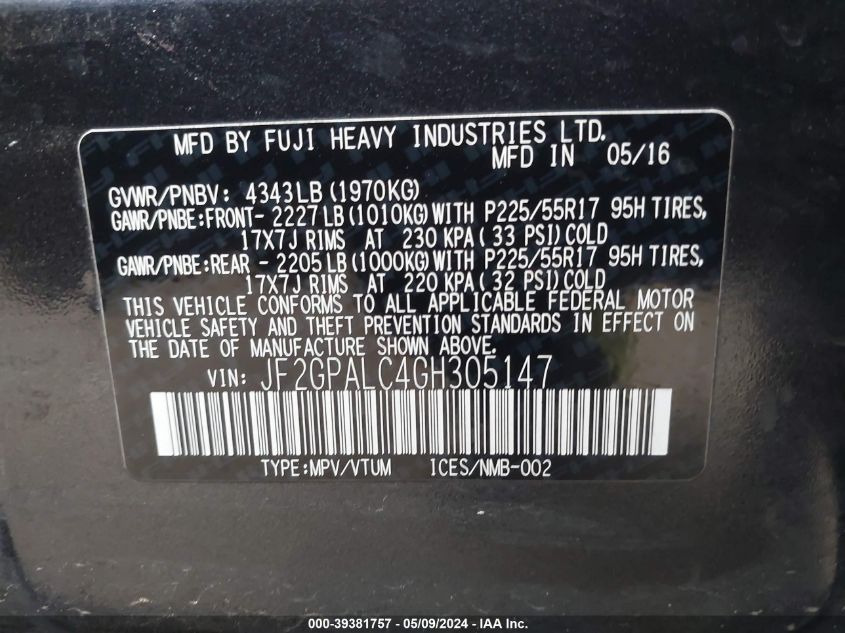 MFD BY FUJI HEAVY INDUSTRIES LTD.
MFD IN 05/16
GVWR/PNBV: 4343LB (1970KG)
GAWR/PNBE:FRONT- 2227LB (1010KG) WITH P225/55R17 95H TIRES,
17X7J RIMS AT 230 KPA ( 33 PSI) COLD
GAWR/PNBE:REAR - 2205LB (1000KG) WITH P225/55R17 95H TIRES,
17X7J RIMS AT 220 KPA ( 32 PSI) COLD
THIS VEHICLE CONFORMS TO ALL APPLICABLE FEDERAL MOTOR
VEHICLE SAFETY AND THEFT PREVENTION STANDARDS IN EFFECT ON
THE DATE OF MANUFACTURE SHOWN ABOVE.
VIN: JF2GPALC4GH305147
TYPE:MPV/VTUM ICES/NMB-002
000-39381757 - 05/09/2024 - IAA Inc.